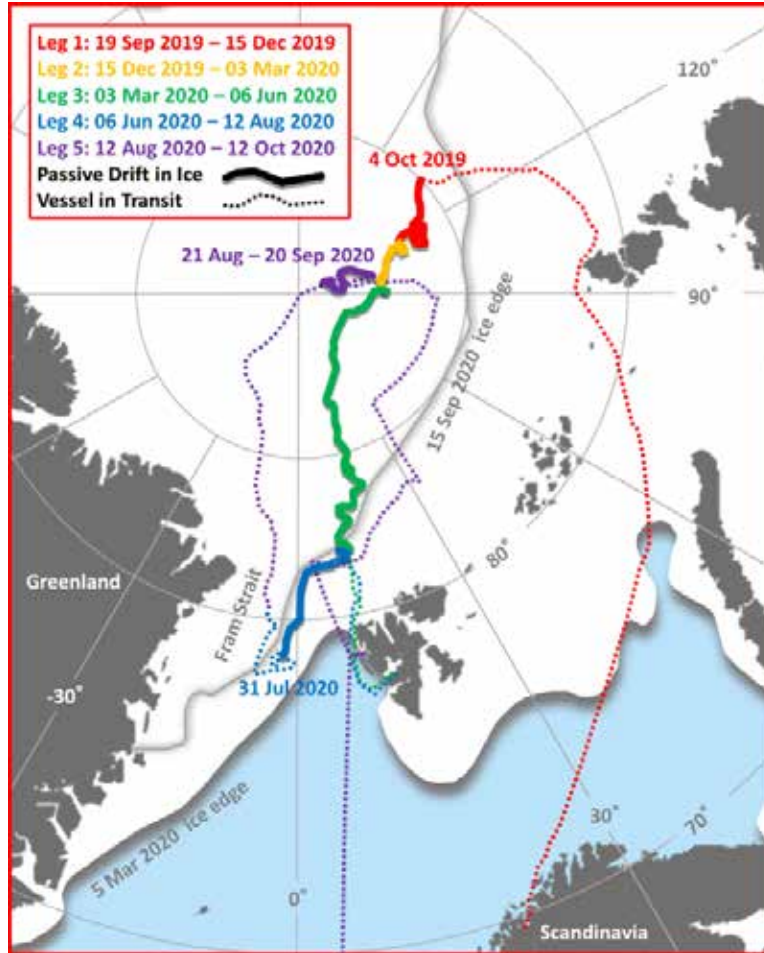 Leg 1: 19 Sep 2019 – 15 Dec 2019
Leg 2: 15 Dec 2019 – 03 Mar 2020
Leg 3: 03 Mar 2020 – 06 Jun 2020
Leg 4: 06 Jun 2020 – 12 Aug 2020
Leg 5: 12 Aug 2020 – 12 Oct 2020
Passive Drift in Ice
Vessel in Transit
120°
4 Oct 2019
21 Aug – 20 Sep 2020
90°
15 Sep 2020 ice edge
80°
Greenland
Fram Strait
31 Jul 2020
-30°
5 Mar 2020 ice edge
30°
70°
0°
Scandinavia